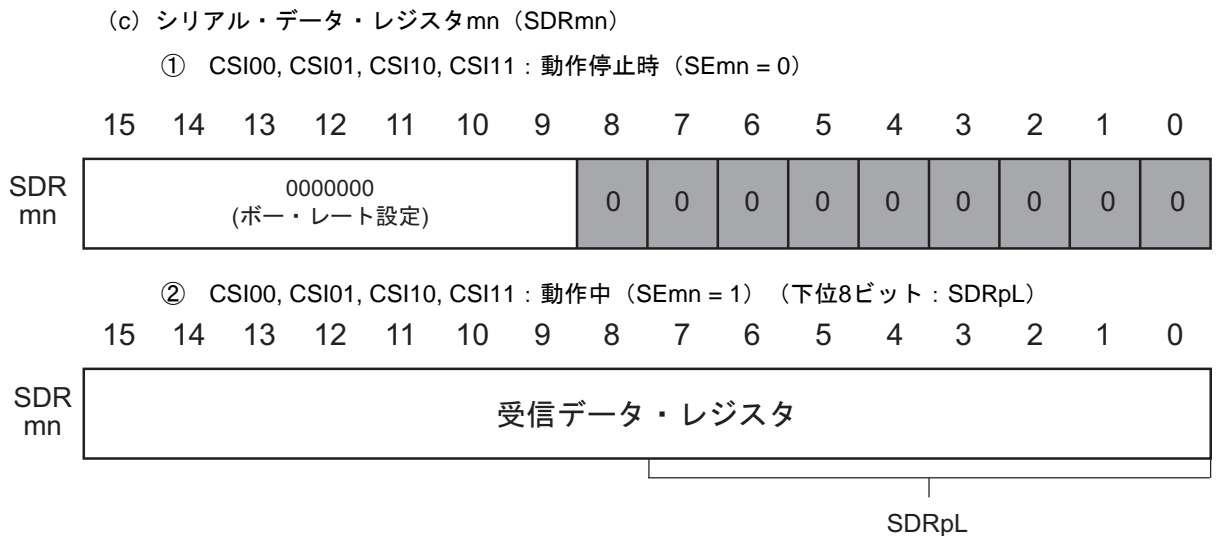 (c) シリアル・データ・レジスタmn（SDRmn）
① CSI00, CSI01, CSI10, CSI11：動作停止時（SEmn = 0）
15 14 13 12 11 10 9 8 7 6 5 4 3 2 1 0
SDR
mn
0000000
(ボー・レート設定)
0 0 0 0 0 0 0 0 0
② CSI00, CSI01, CSI10, CSI11：動作中（SEmn = 1）（下位8ビット：SDRpL）
15 14 13 12 11 10 9 8 7 6 5 4 3 2 1 0
SDR
mn
受信データ・レジスタ
SDRpL